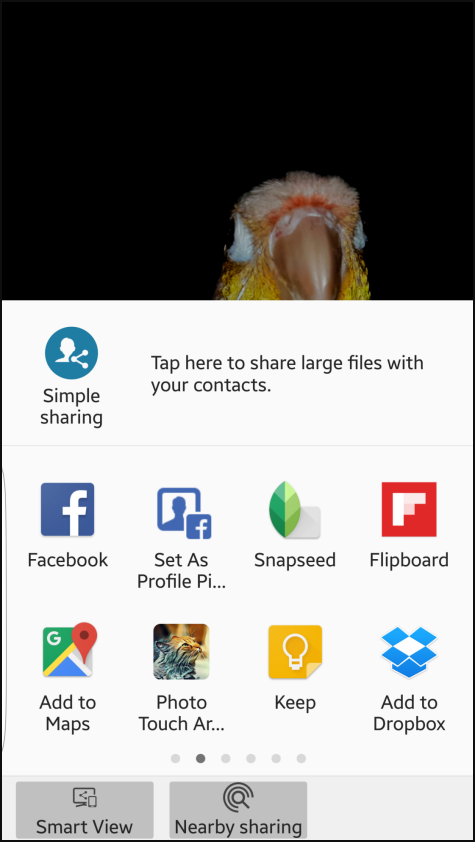 Tap here to share large files with
your contacts.
Simple
sharing
Facebook
Set As
Profile Pi...
Snapseed
Flipboard
Add to
Maps
Photo
Touch Ar...
Keep
Add to
Dropbox
Smart View
Nearby sharing